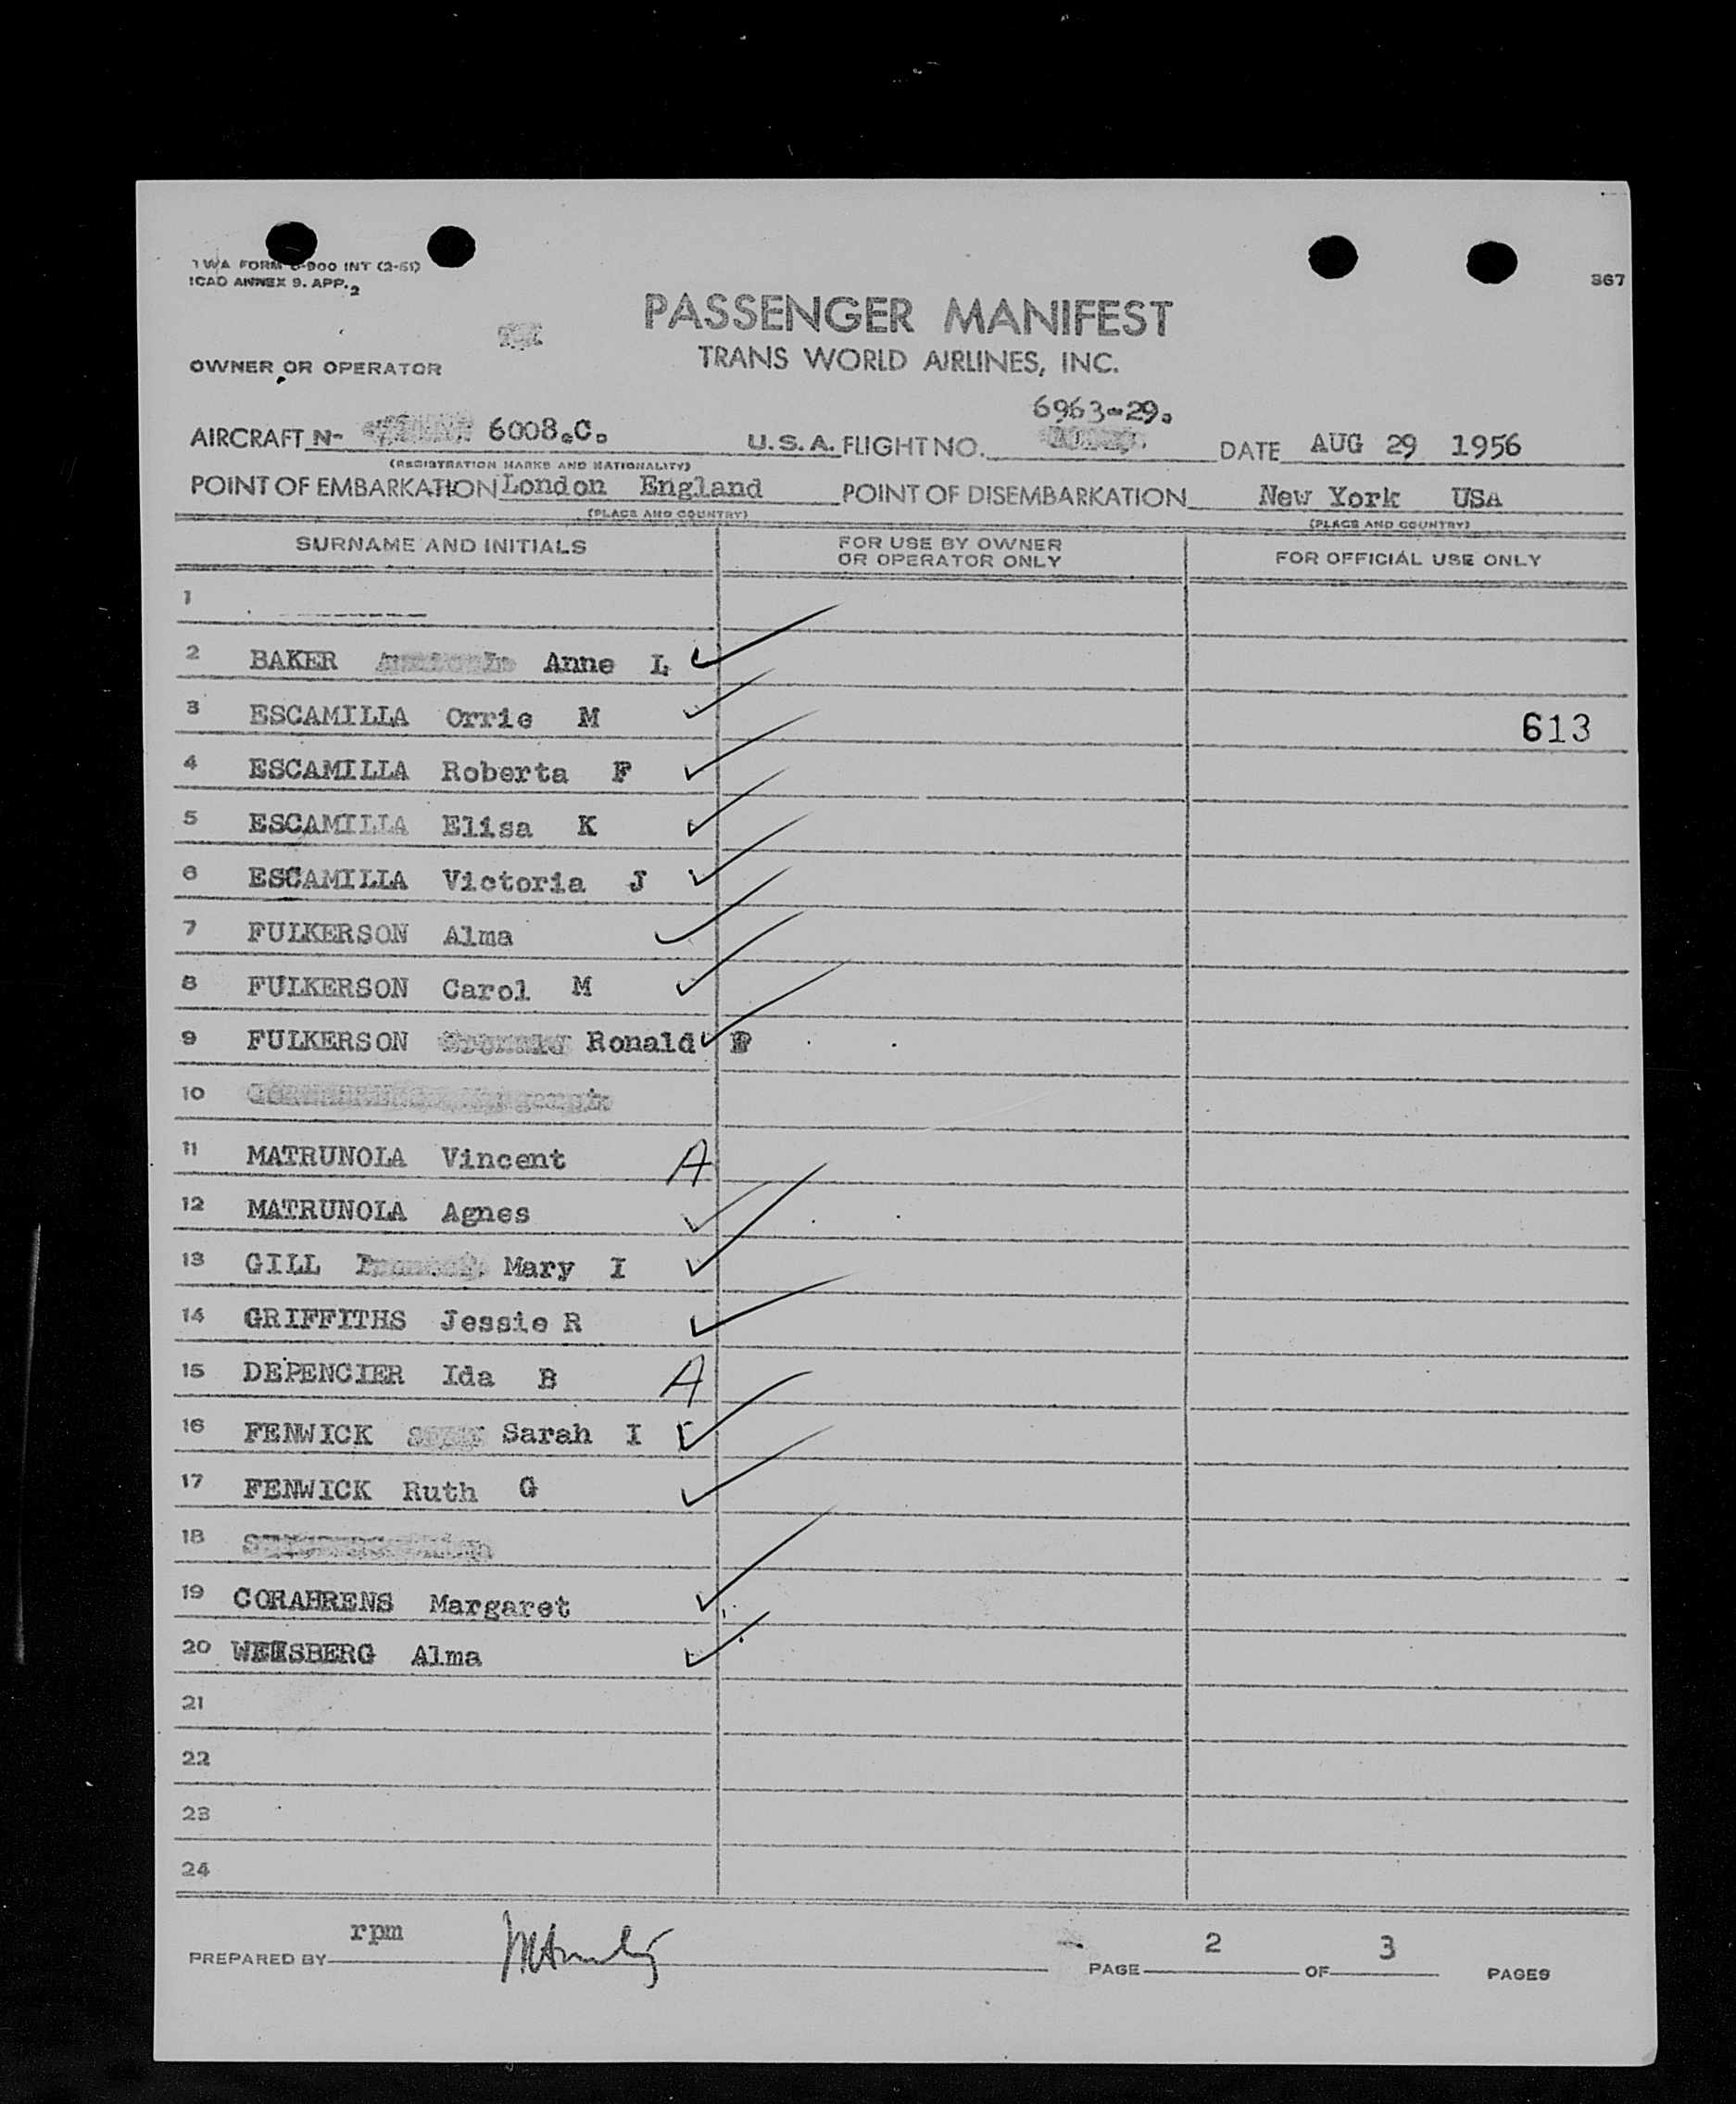 TWA FORM 0-900 INT (2-51)
ICAO ANNEX 9. APP. 2
367
PASSENGER MANIFEST
TRANS WORLD AIRLINES, INC.
OWNER OR OPERATOR
6963-29.
AIRCRAFT N- 6008.C. U.S.A. FLIGHT NO. DATE AUG 29 1956
(REGISTRATION MARKS AND NATIONALITY)
POINT OF EMBARKATION London England POINT OF DISEMBARKATION New York USA
(PLACE AND COUNTRY) (PLACE AND COUNTRY)
SURNAME AND INITIALS
FOR USE BY OWNER
OR OPERATOR ONLY
FOR OFFICIAL USE ONLY
1
2 BAKER Anne L
3 ESCAMILLA Orrie M 613
4 ESCAMILLA Roberta F
5 ESCAMILLA Elisa K
6 ESCAMILLA Victoria J
7 FULKERSON Alma
8 FULKERSON Carol M
9 FULKERSON Ronald
10
11 MATRUNOLA Vincent A
12 MATRUNOLA Agnes
13 GILL Mary I
14 GRIFFITHS Jessie R
15 DEPENCIER Ida B A
16 FENWICK Sarah I
17 FENWICK Ruth G
18
19 CORAHRENS Margaret
20 Alma
21
22
23
24
rpm
PREPARED BY PAGE 2 OF 3 PAGES